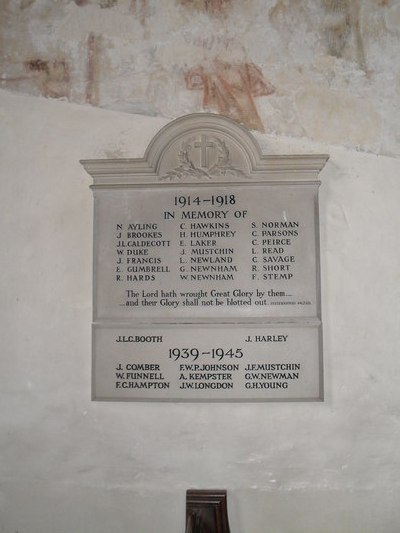 1914–1918
IN MEMORY OF
N AYLING C. HAWKINS S. NORMAN
J BROOKES H. HUMPHREY C. PARSONS
J.L.CALDECOTT E. LAKER C. PEIRCE
W. DUKE J. MUSTCHIN L. READ
J. FRANCIS L. NEWLAND C. SAVAGE
E. GUMBRELL G. NEWNHAM R. SHORT
R. HARDS W. NEWNHAM F. STEMP
The Lord hath wrought Great Glory by them....
...and their Glory shall not be blotted out.
J.L.C.BOOTH J. HARLEY
1939–1945
J. COMBER F.W.P.JOHNSON J.F.MUSTCHIN
W. FUNNELL A. KEMPSTER G.W.NEWMAN
F.C.HAMPTON J.W.LONGDON G.H.YOUNG